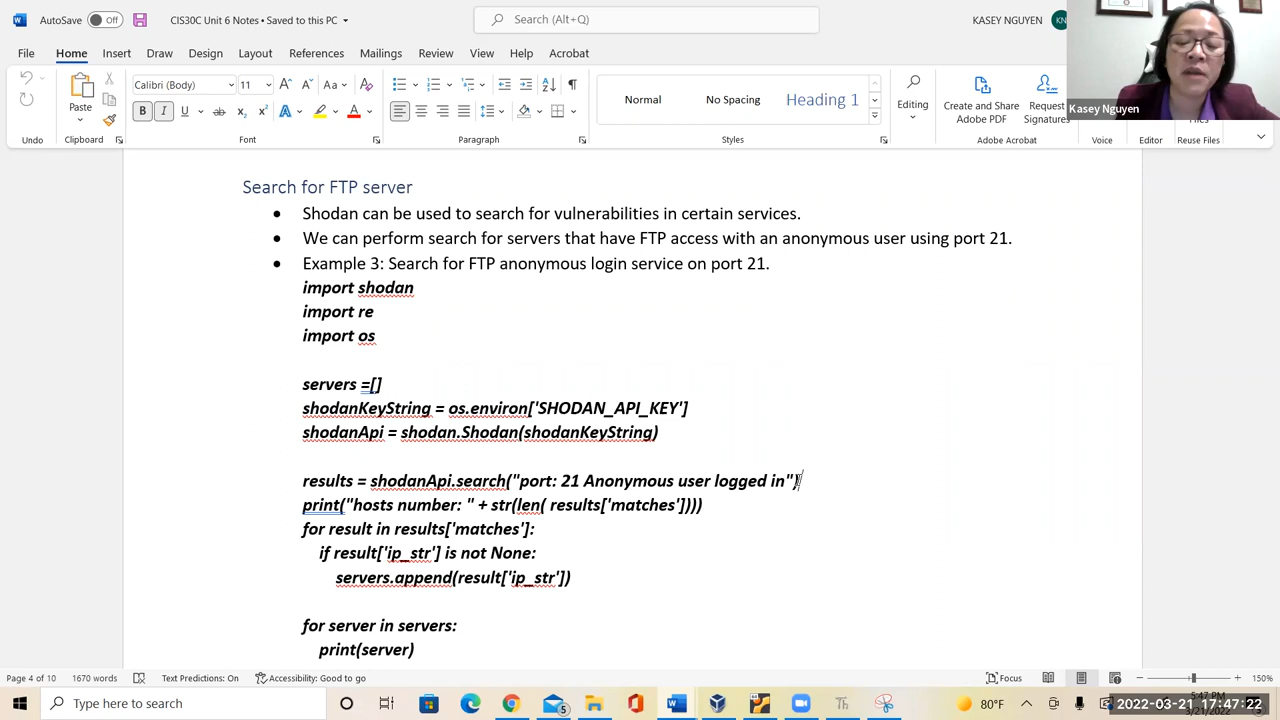 AutoSave Off CIS30C Unit 6 Notes • Saved to this PC Search (Alt+Q) KASEY NGUYEN KN
File Home Insert Draw Design Layout References Mailings Review View Help Acrobat
Calibri (Body) 11
Paste
Normal No Spacing Heading 1
Editing
Create and Share Adobe PDF
Request Signatures
Kasey Nguyen
Undo Clipboard Font Paragraph Styles Adobe Acrobat Voice Editor Reuse Files
Search for FTP server
• Shodan can be used to search for vulnerabilities in certain services.
• We can perform search for servers that have FTP access with an anonymous user using port 21.
• Example 3: Search for FTP anonymous login service on port 21.
import shodan
import re
import os
servers =[]
shodanKeyString = os.environ['SHODAN_API_KEY']
shodanApi = shodan.Shodan(shodanKeyString)
results = shodanApi.search("port: 21 Anonymous user logged in")
print("hosts number: " + str(len( results['matches'])))
for result in results['matches']:
if result['ip_str'] is not None:
servers.append(result['ip_str'])
for server in servers:
print(server)
Page 4 of 10 1670 words Text Predictions: On Accessibility: Good to go Focus 150%
Type here to search 5 Th 80°F 5:47 PM
2022-03-21 17:47:22